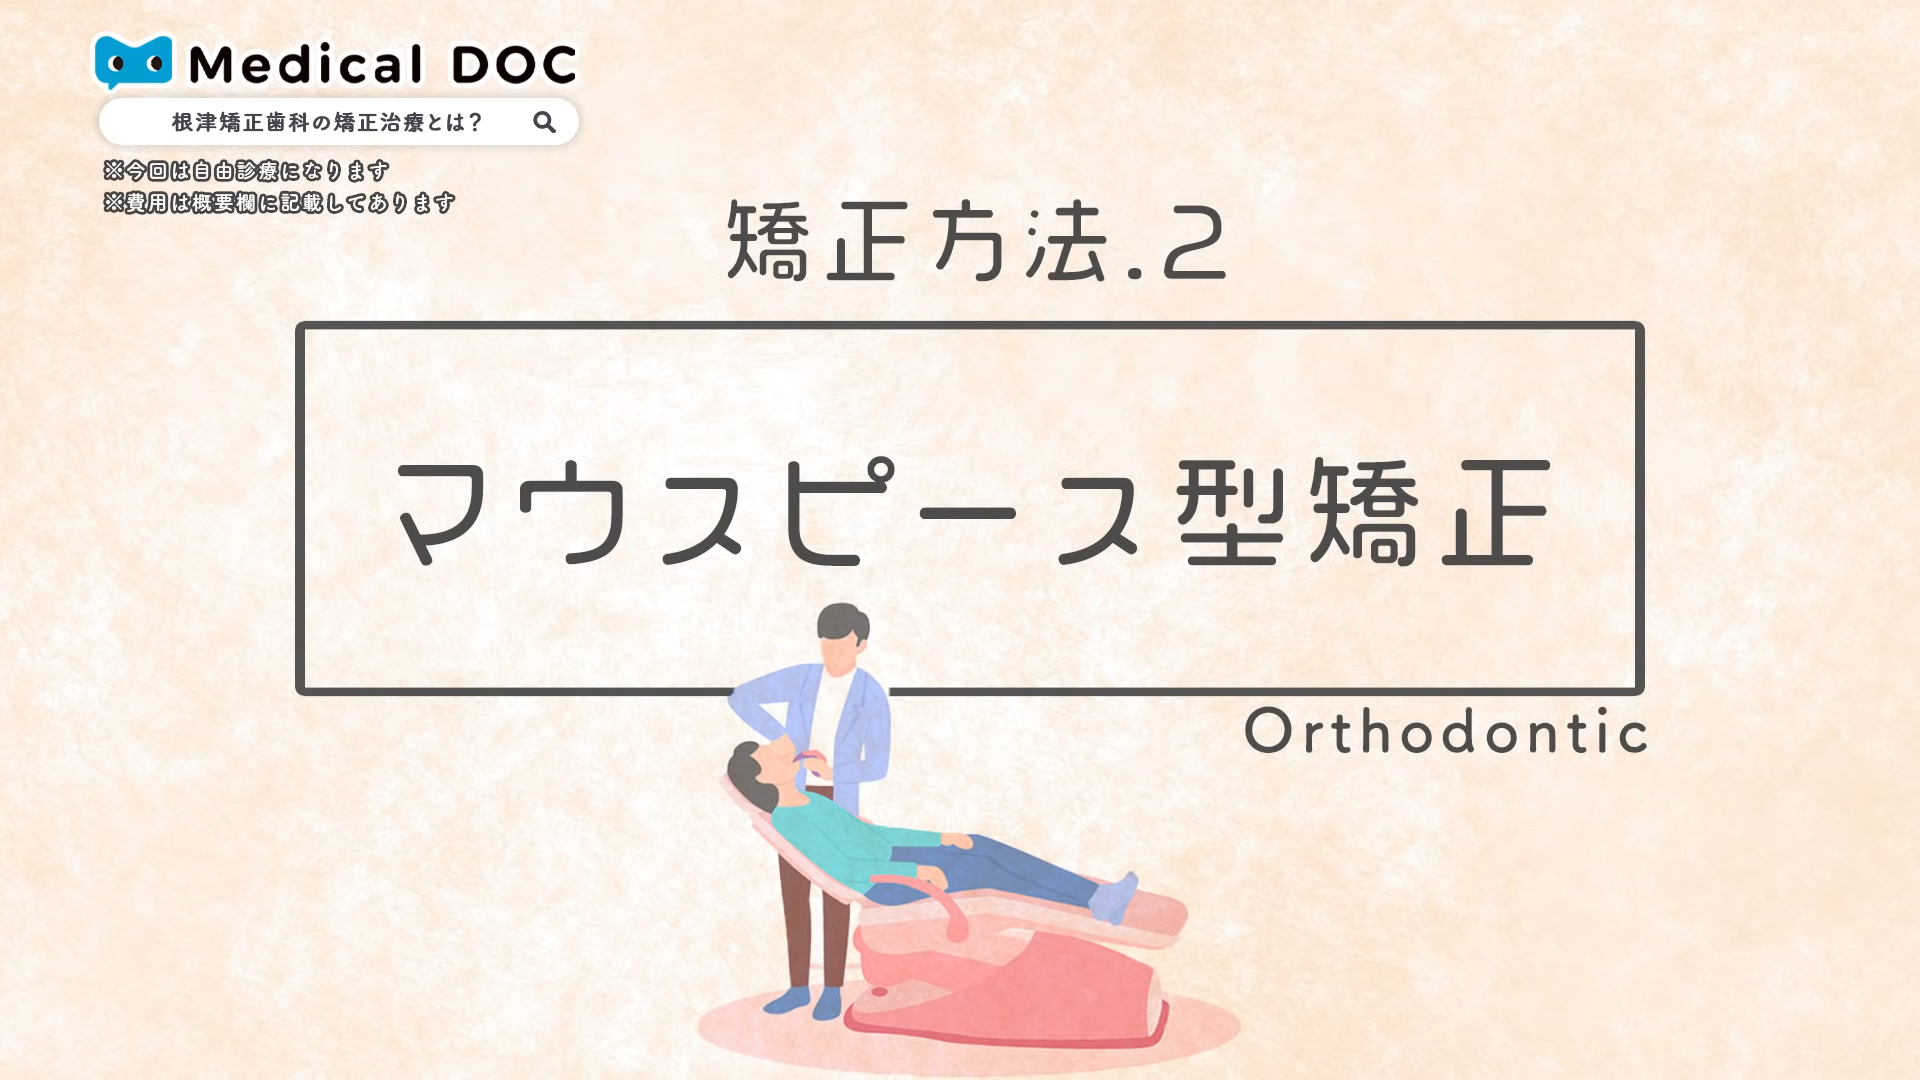 Medical DOC
根津矯正歯科の矯正治療とは?
※今回は自由診療になります
※費用は概要欄に記載してあります
矯正方法.2
マウスピース型矯正
Orthodontic